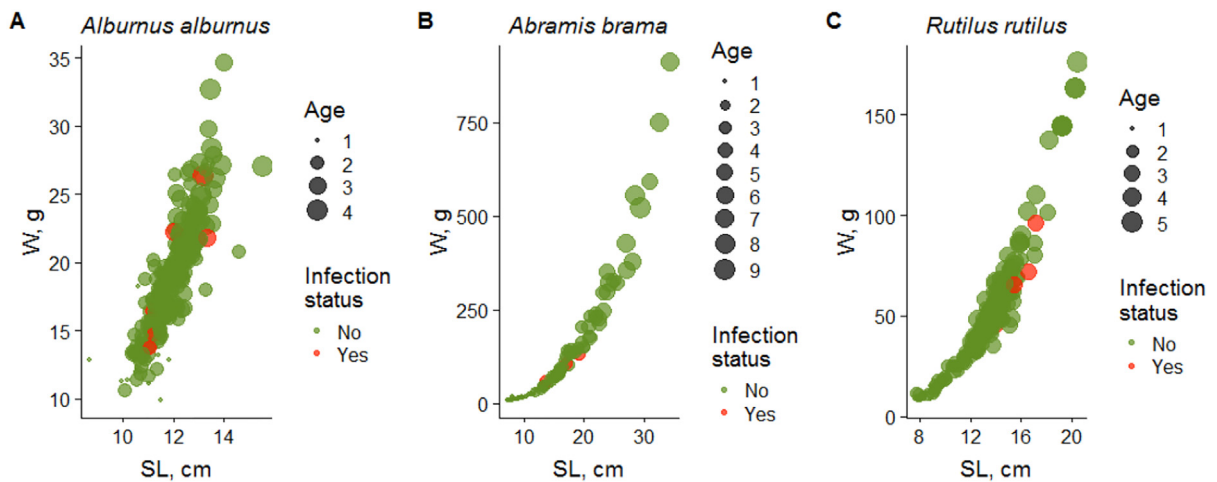 A
Alburnus alburnus
W, g
35
30
25
20
15
10
10
12
14
SL, cm
Age
1
2
3
4
Infection
status
No
Yes
B
Abramis brama
W, g
750
500
250
0
10
20
30
SL, cm
Age
1
2
3
4
5
6
7
8
9
Infection
status
No
Yes
C
Rutilus rutilus
W, g
150
100
50
0
8
12
16
20
SL, cm
Age
1
2
3
4
5
Infection
status
No
Yes